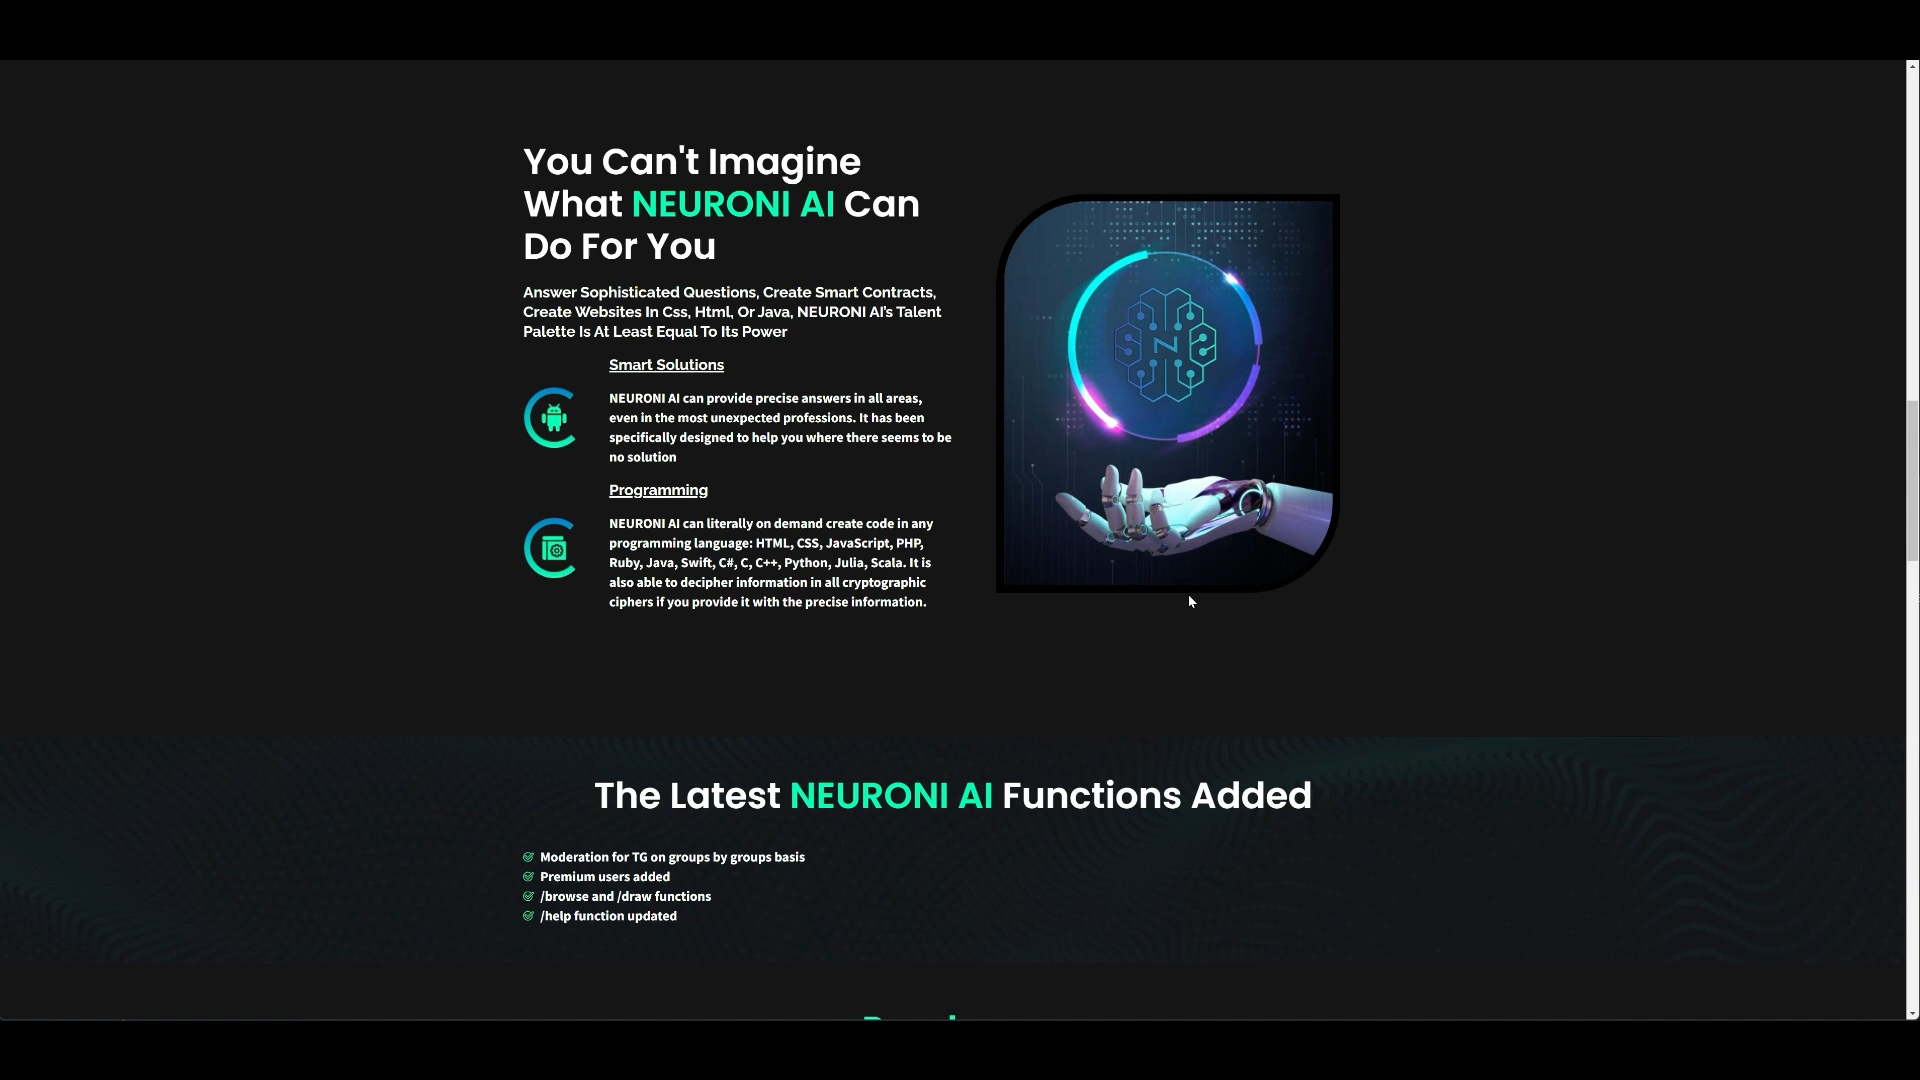 You Can't Imagine
What NEURONI AI Can
Do For You
Answer Sophisticated Questions, Create Smart Contracts,
Create Websites In Css, Html, Or Java, NEURONI AI's Talent
Palette Is At Least Equal To Its Power
Smart Solutions
NEURONI AI can provide precise answers in all areas,
even in the most unexpected professions. It has been
specifically designed to help you where there seems to be
no solution
Programming
NEURONI AI can literally on demand create code in any
programming language: HTML, CSS, JavaScript, PHP,
Ruby, Java, Swift, C#, C, C++, Python, Julia, Scala. It is
also able to decipher information in all cryptographic
ciphers if you provide it with the precise information.
N
The Latest NEURONI AI Functions Added
Moderation for TG on groups by groups basis
Premium users added
/browse and /draw functions
/help function updated